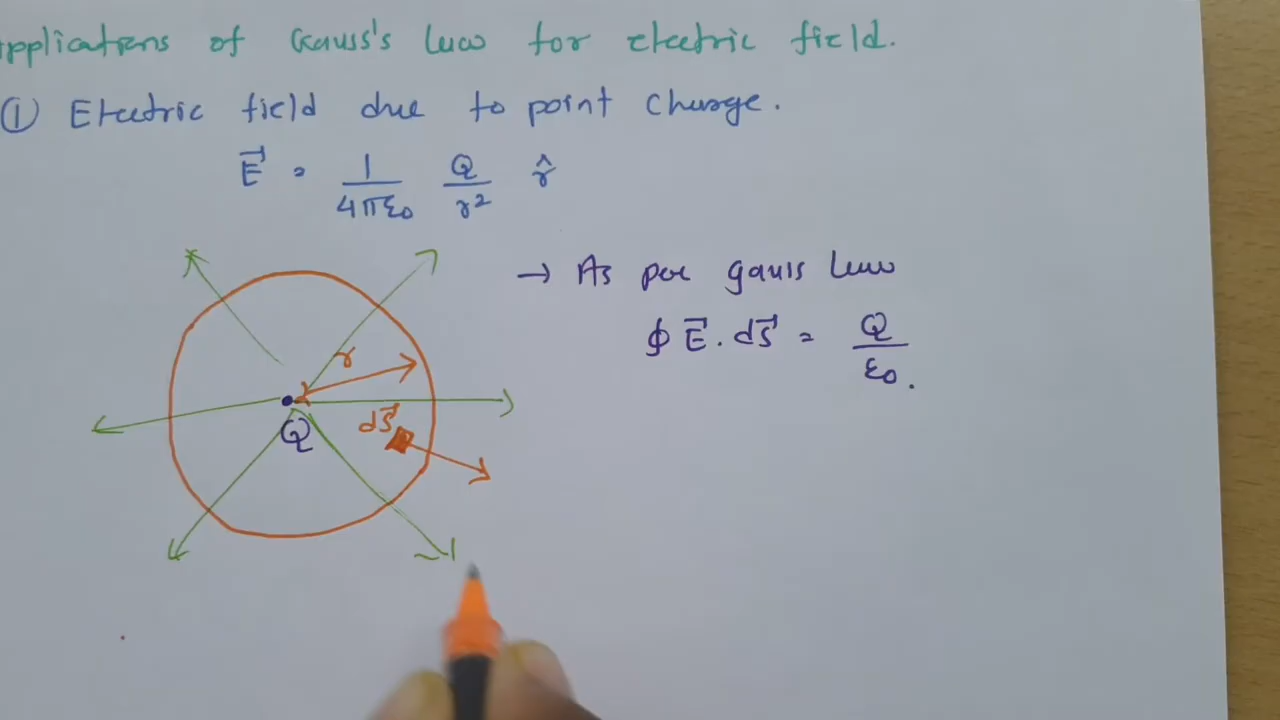 applications of Gauss's Law for electric field.
① Electric field due to point charge.
E⃗ = 1/4πε₀ Q/r² r̂
→ As per gauss law
∮ E⃗ . dS⃗ = Q/ε₀.
r
dS⃗
Q